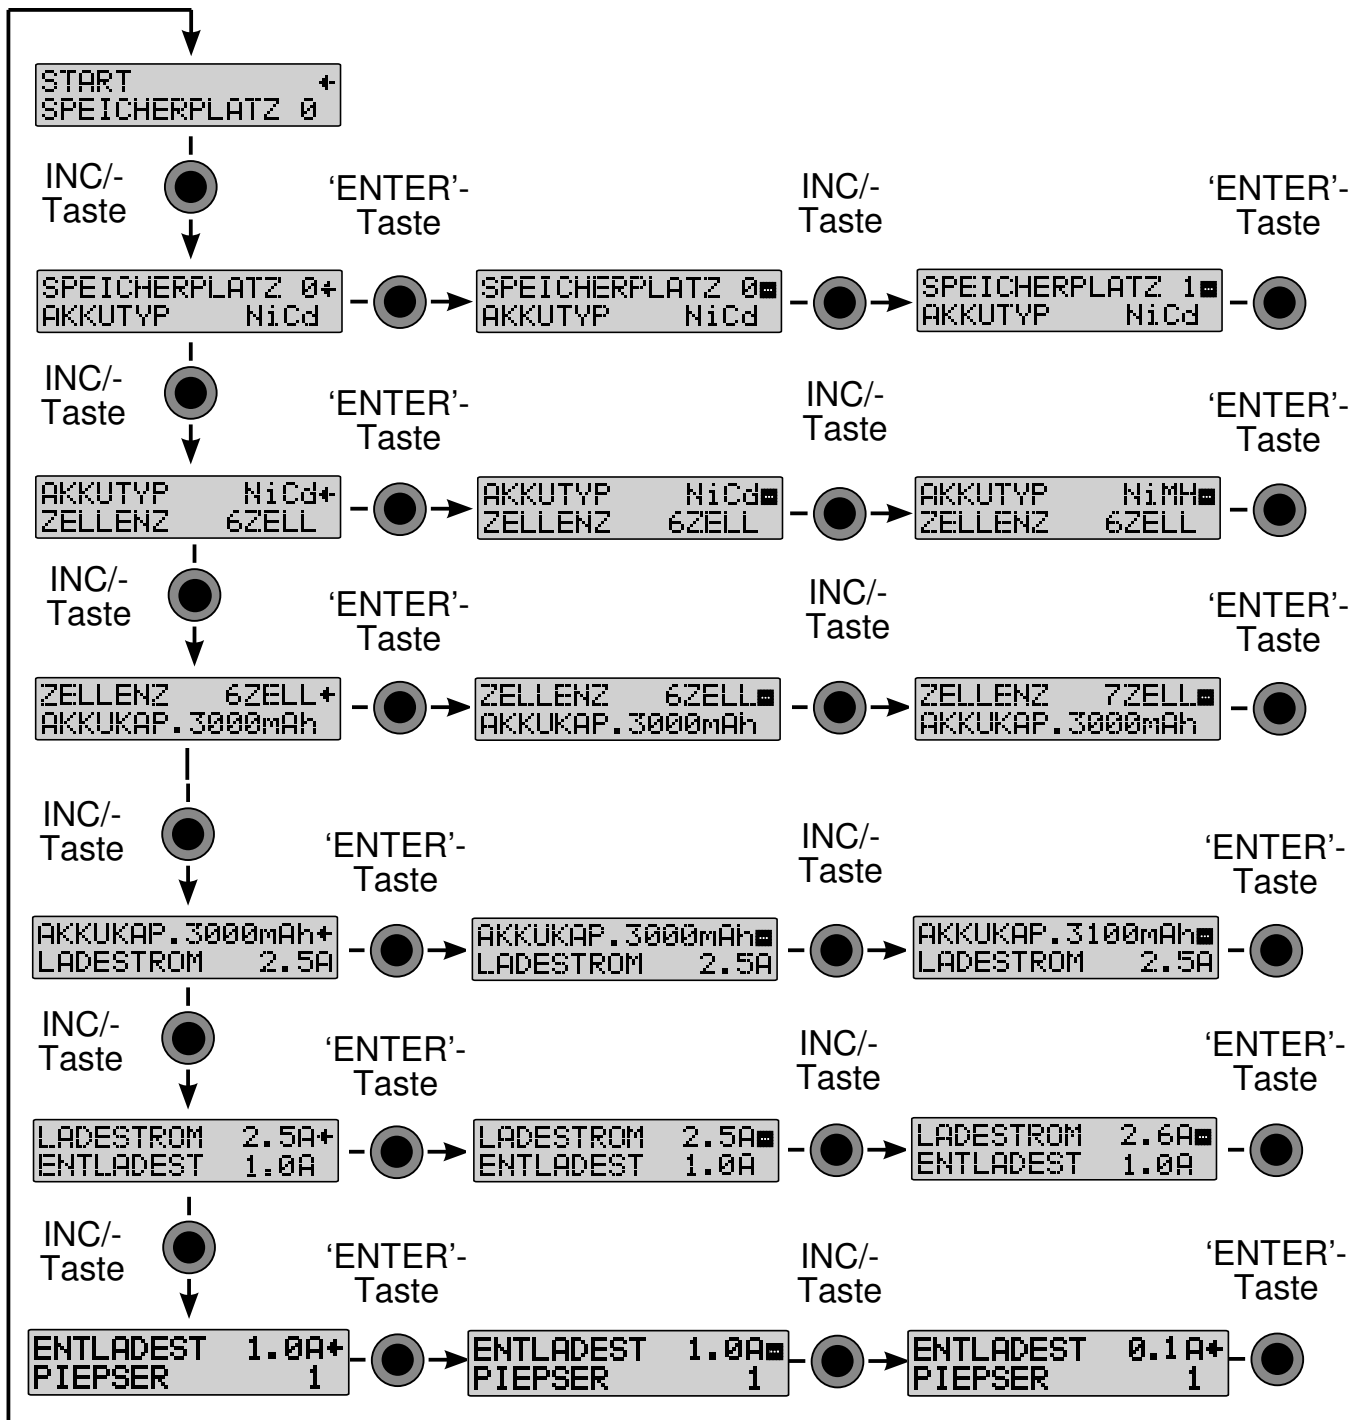 START ←
SPEICHERPLATZ 0
INC/-
Taste
‘ENTER’-
Taste
INC/-
Taste
‘ENTER’-
Taste
SPEICHERPLATZ 0←
AKKUTYP NiCd
SPEICHERPLATZ 0
AKKUTYP NiCd
SPEICHERPLATZ 1
AKKUTYP NiCd
INC/-
Taste
‘ENTER’-
Taste
INC/-
Taste
‘ENTER’-
Taste
AKKUTYP NiCd←
ZELLENZ 6ZELL
AKKUTYP NiCd
ZELLENZ 6ZELL
AKKUTYP NiMH
ZELLENZ 6ZELL
INC/-
Taste
‘ENTER’-
Taste
INC/-
Taste
‘ENTER’-
Taste
ZELLENZ 6ZELL←
AKKUKAP.3000mAh
ZELLENZ 6ZELL
AKKUKAP.3000mAh
ZELLENZ 7ZELL
AKKUKAP.3000mAh
INC/-
Taste
‘ENTER’-
Taste
INC/-
Taste
‘ENTER’-
Taste
AKKUKAP.3000mAh←
LADESTROM 2.5A
AKKUKAP.3000mAh
LADESTROM 2.5A
AKKUKAP.3100mAh
LADESTROM 2.5A
INC/-
Taste
‘ENTER’-
Taste
INC/-
Taste
‘ENTER’-
Taste
LADESTROM 2.5A←
ENTLADEST 1.0A
LADESTROM 2.5A
ENTLADEST 1.0A
LADESTROM 2.6A
ENTLADEST 1.0A
INC/-
Taste
‘ENTER’-
Taste
INC/-
Taste
‘ENTER’-
Taste
ENTLADEST 1.0A←
PIEPSER 1
ENTLADEST 1.0A
PIEPSER 1
ENTLADEST 0.1A←
PIEPSER 1